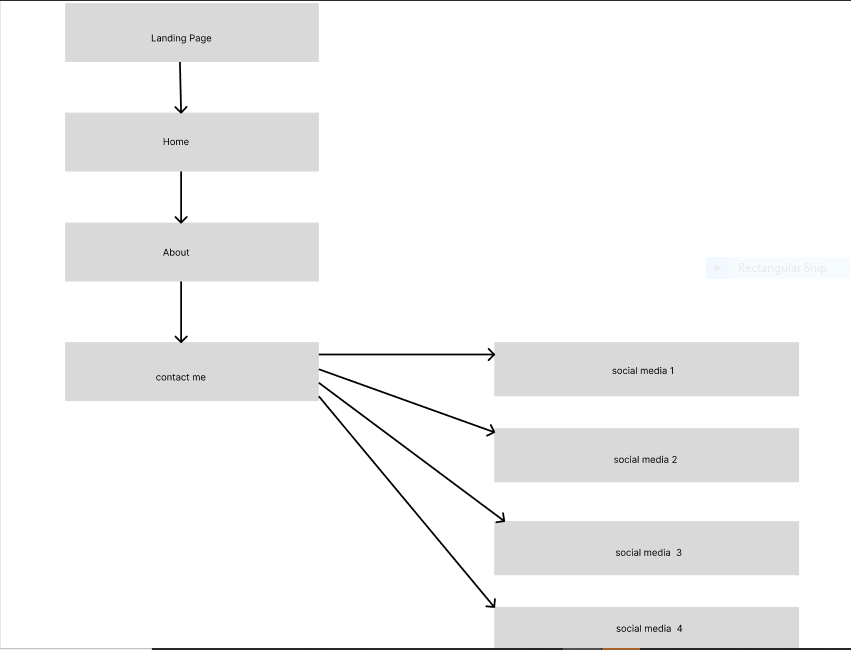 Landing Page
Home
About
Rectangular Snip
contact me
social media 1
social media 2
social media 3
social media 4